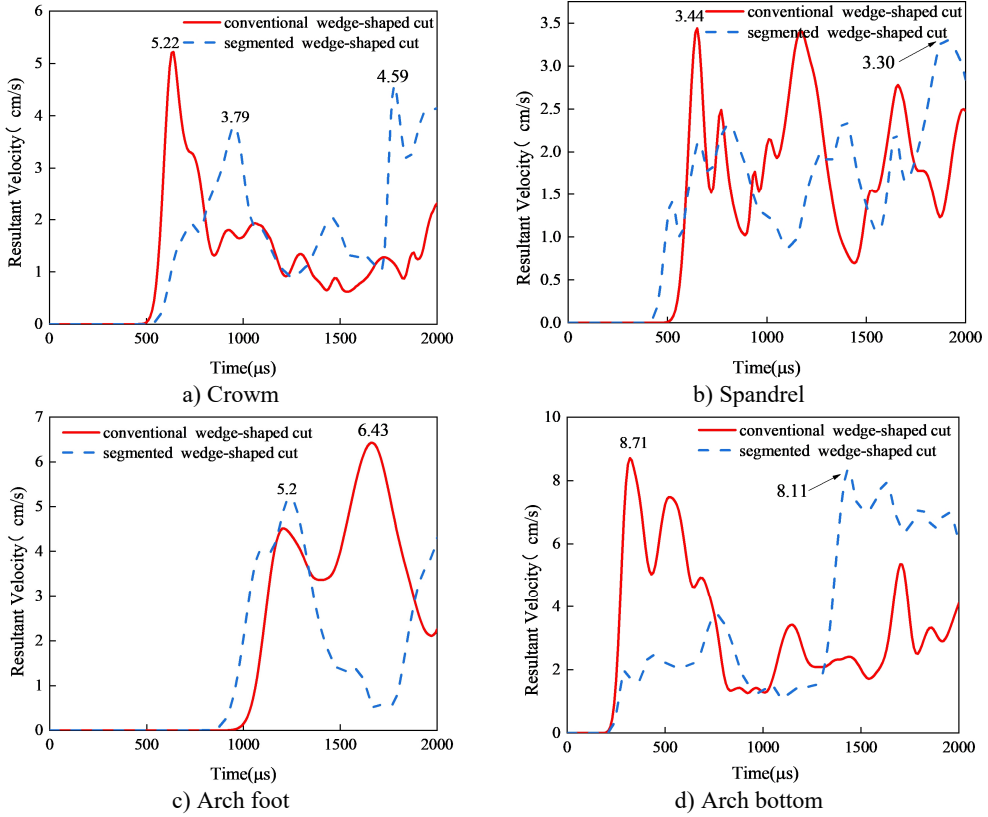 conventional wedge-shaped cut
segmented wedge-shaped cut
5.22
3.79
4.59
6
5
4
3
2
1
0
Resultant Velocity( cm/s)
0 500 1000 1500 2000
Time(μs)
a) Crowm
conventional wedge-shaped cut
segmented wedge-shaped cut
3.44
3.30
3.5
3.0
2.5
2.0
1.5
1.0
0.5
0.0
Resultant Velocity( cm/s)
0 500 1000 1500 2000
Time(μs)
b) Spandrel
conventional wedge-shaped cut
segmented wedge-shaped cut
6.43
5.2
7
6
5
4
3
2
1
0
Resultant Velocity( cm/s)
0 500 1000 1500 2000
Time(μs)
c) Arch foot
conventional wedge-shaped cut
segmented wedge-shaped cut
8.71
8.11
10
8
6
4
2
0
Resultant Velocity( cm/s)
0 500 1000 1500 2000
Time(μs)
d) Arch bottom